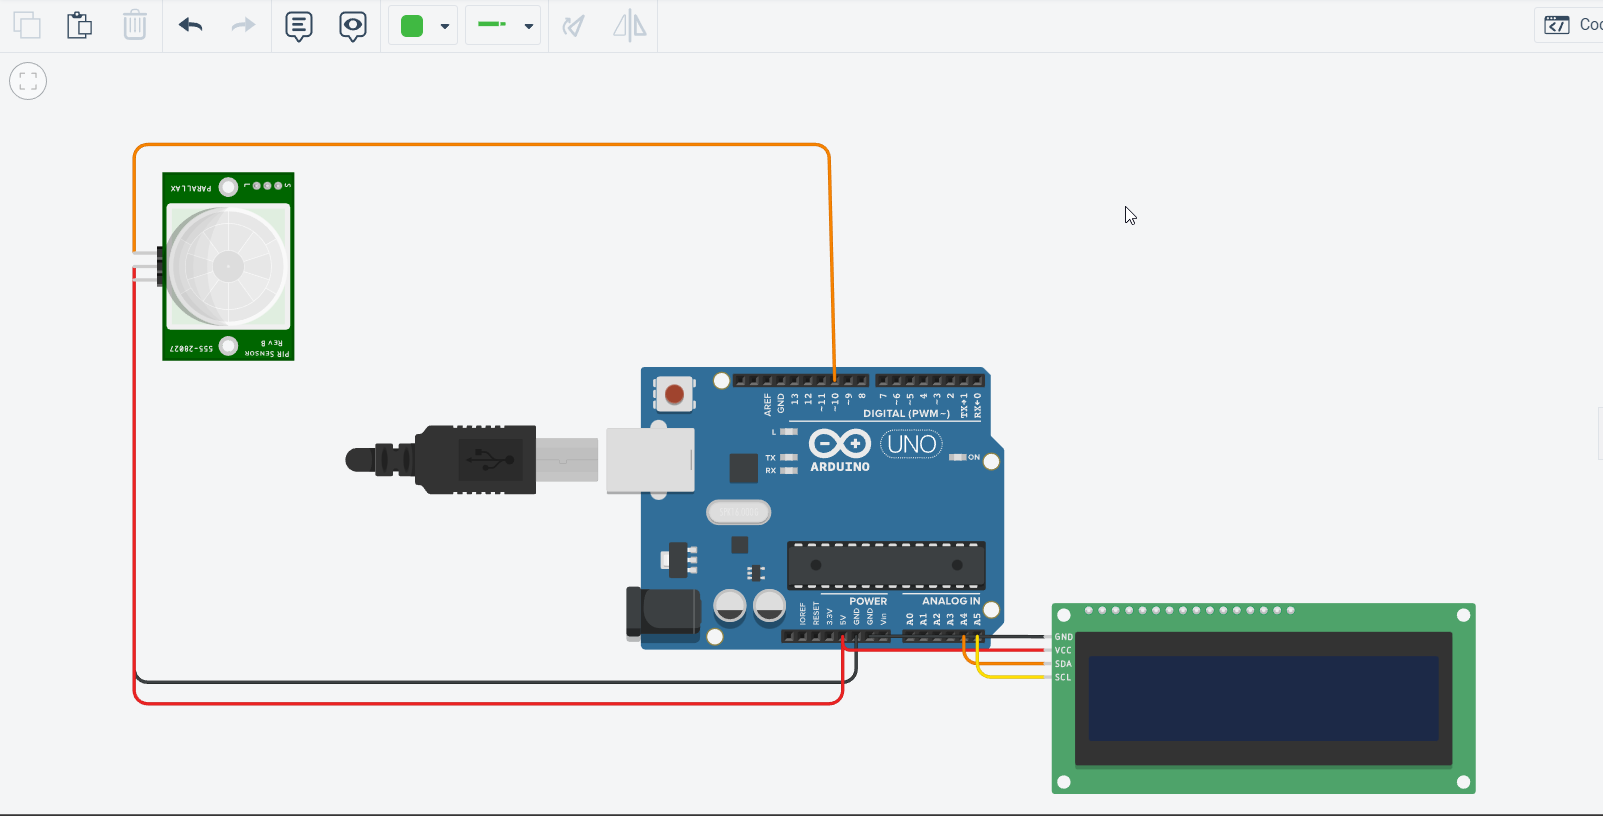 Coo
PARALLAX
L
S
555-28027
REV B
PIR SENSOR
AREF
GND
13
12
~11
~10
~9
8
7
~6
~5
4
~3
2
TX→1
RX←0
DIGITAL (PWM~)
L
TX
RX
ARDUINO
UNO
ON
POWER
ANALOG IN
IOREF
RESET
3.3V
5V
GND
GND
Vin
A0
A1
A2
A3
A4
A5
GND
VCC
SDA
SCL